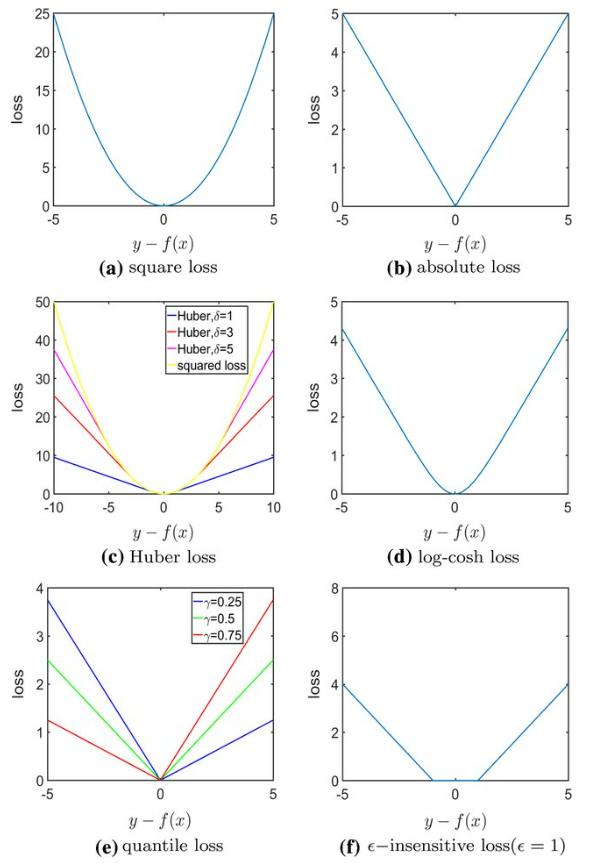 25
20
15
10
5
0
loss
-5 0 5
y − f(x)
(a) square loss
5
4
3
2
1
0
loss
-5 0 5
y − f(x)
(b) absolute loss
50
40
30
20
10
0
loss
Huber,δ=1
Huber,δ=3
Huber,δ=5
squared loss
-10 -5 0 5 10
y − f(x)
(c) Huber loss
5
4
3
2
1
0
loss
-5 0 5
y − f(x)
(d) log-cosh loss
4
3
2
1
0
loss
γ=0.25
γ=0.5
γ=0.75
-5 0 5
y − f(x)
(e) quantile loss
8
6
4
2
0
loss
-5 0 5
y − f(x)
(f) ϵ−insensitive loss(ϵ = 1)